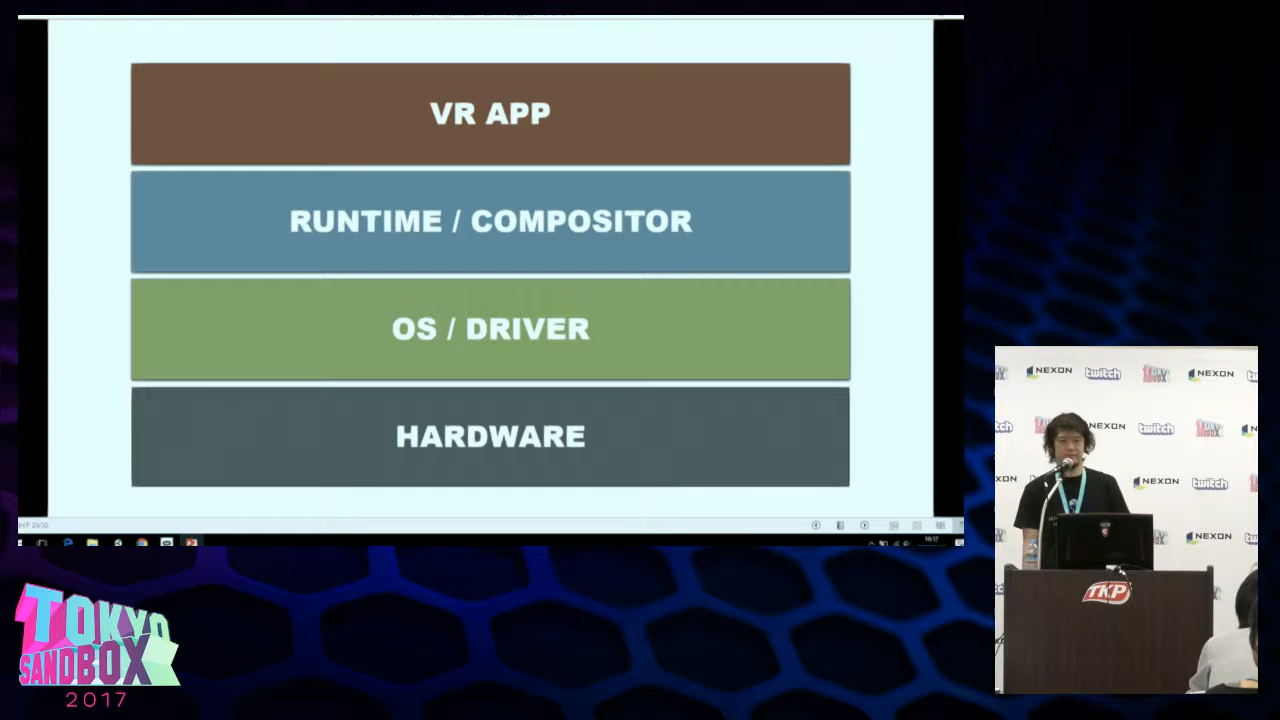 VR APP
RUNTIME / COMPOSITOR
OS / DRIVER
HARDWARE
TOKYO
SANDBOX
2017
NEXON
twitch
NEXON
NEXON
twitch
NEXON
twitch
NEXON
TKP